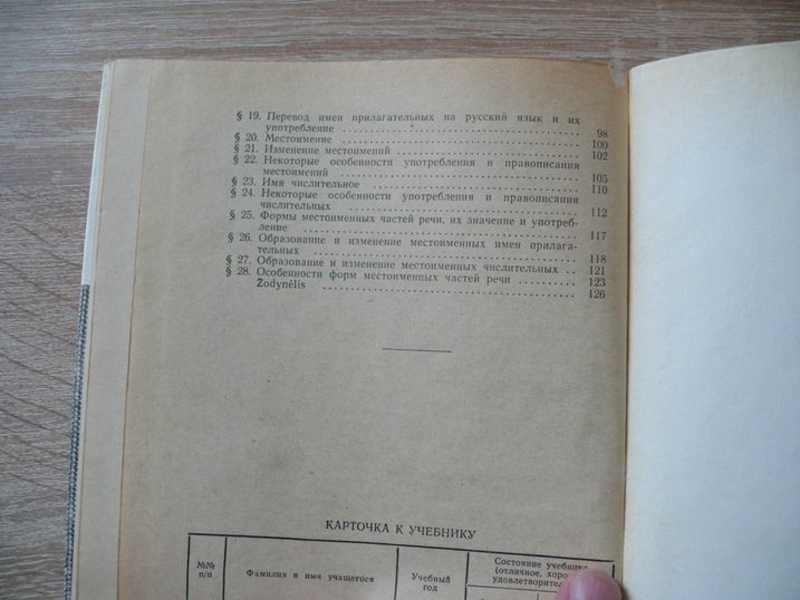 § 19. Перевод имен прилагательных на русский язык и их
употребление 98
§ 20. Местоимение 100
§ 21. Изменение местоимений 102
§ 22. Некоторые особенности употребления и правописания
местоимений 105
§ 23. Имя числительное 110
§ 24. Некоторые особенности употребления и правописания
числительных 112
§ 25. Формы местоименных частей речи, их значение и употреб-
ление 117
§ 26. Образование и изменение местоименных имен прилага-
тельных 118
§ 27. Образование и изменение местоименных числительных 121
§ 28. Особенности форм местоименных частей речи 123
Žodynėlis 126
КАРТОЧКА К УЧЕБНИКУ
№№
п/п
Фамилия и имя учащегося
Учебный
год
Состояние учебника
(отличное, хоро
удовлетворител